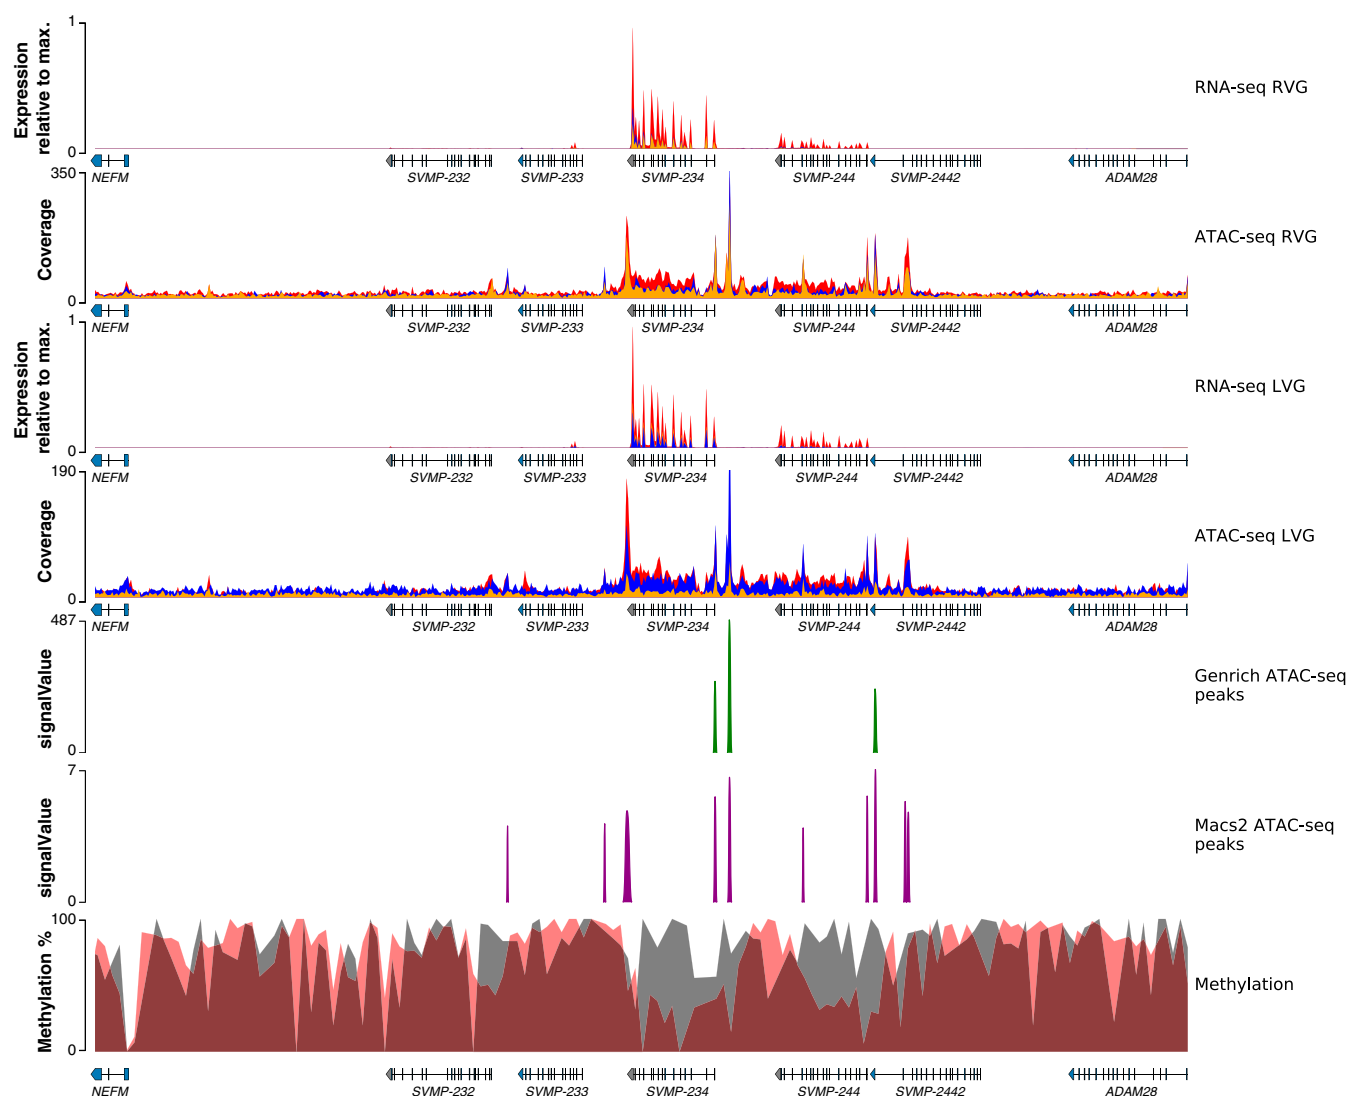 Expression
relative to max.
1
0
RNA-seq RVG
NEFM SVMP-232 SVMP-233 SVMP-234 SVMP-244 SVMP-2442 ADAM28
Coverage
350
0
ATAC-seq RVG
NEFM SVMP-232 SVMP-233 SVMP-234 SVMP-244 SVMP-2442 ADAM28
Expression
relative to max.
1
0
RNA-seq LVG
NEFM SVMP-232 SVMP-233 SVMP-234 SVMP-244 SVMP-2442 ADAM28
Coverage
190
0
ATAC-seq LVG
NEFM SVMP-232 SVMP-233 SVMP-234 SVMP-244 SVMP-2442 ADAM28
signalValue
487
0
Genrich ATAC-seq
peaks
signalValue
7
0
Macs2 ATAC-seq
peaks
Methylation %
100
0
Methylation
NEFM SVMP-232 SVMP-233 SVMP-234 SVMP-244 SVMP-2442 ADAM28